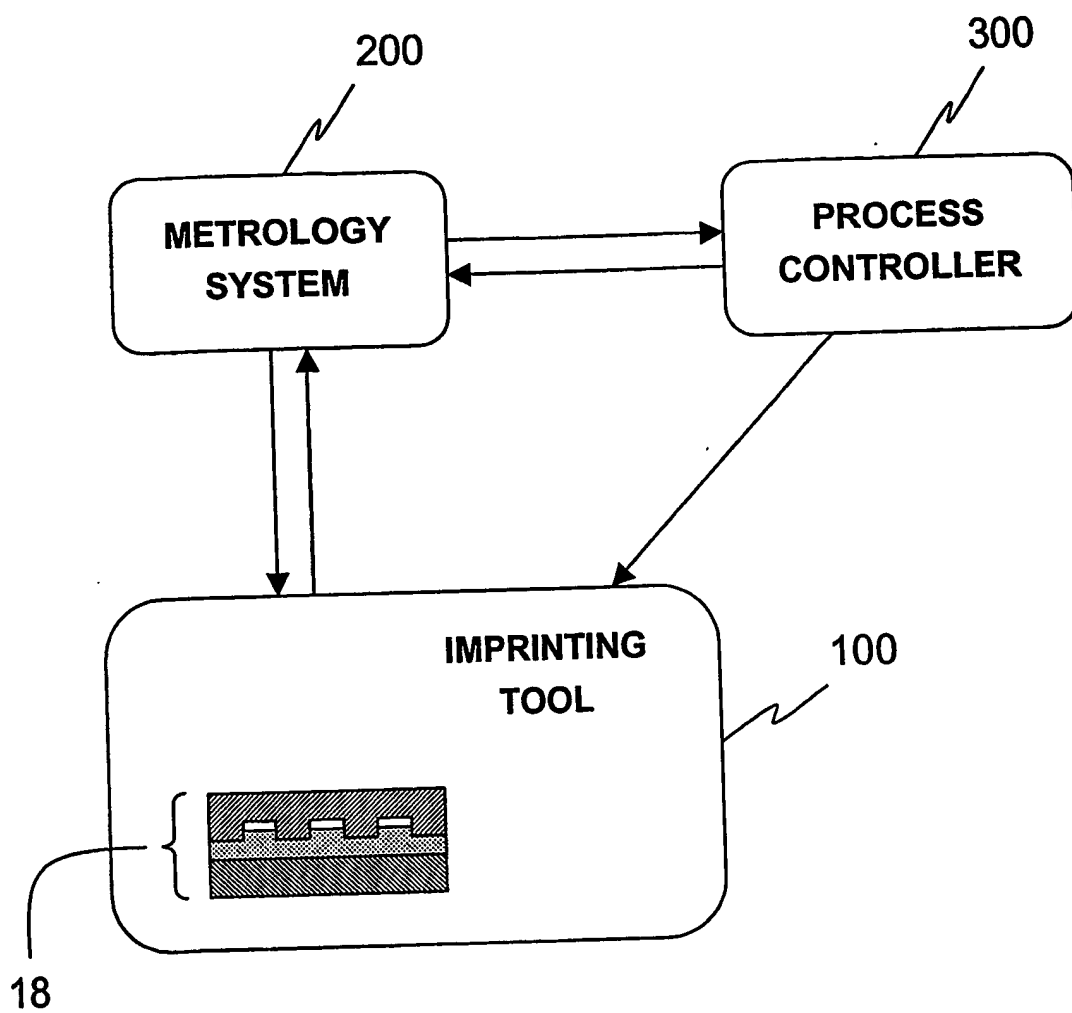 200
300
METROLOGY
SYSTEM
PROCESS
CONTROLLER
IMPRINTING
TOOL
100
18